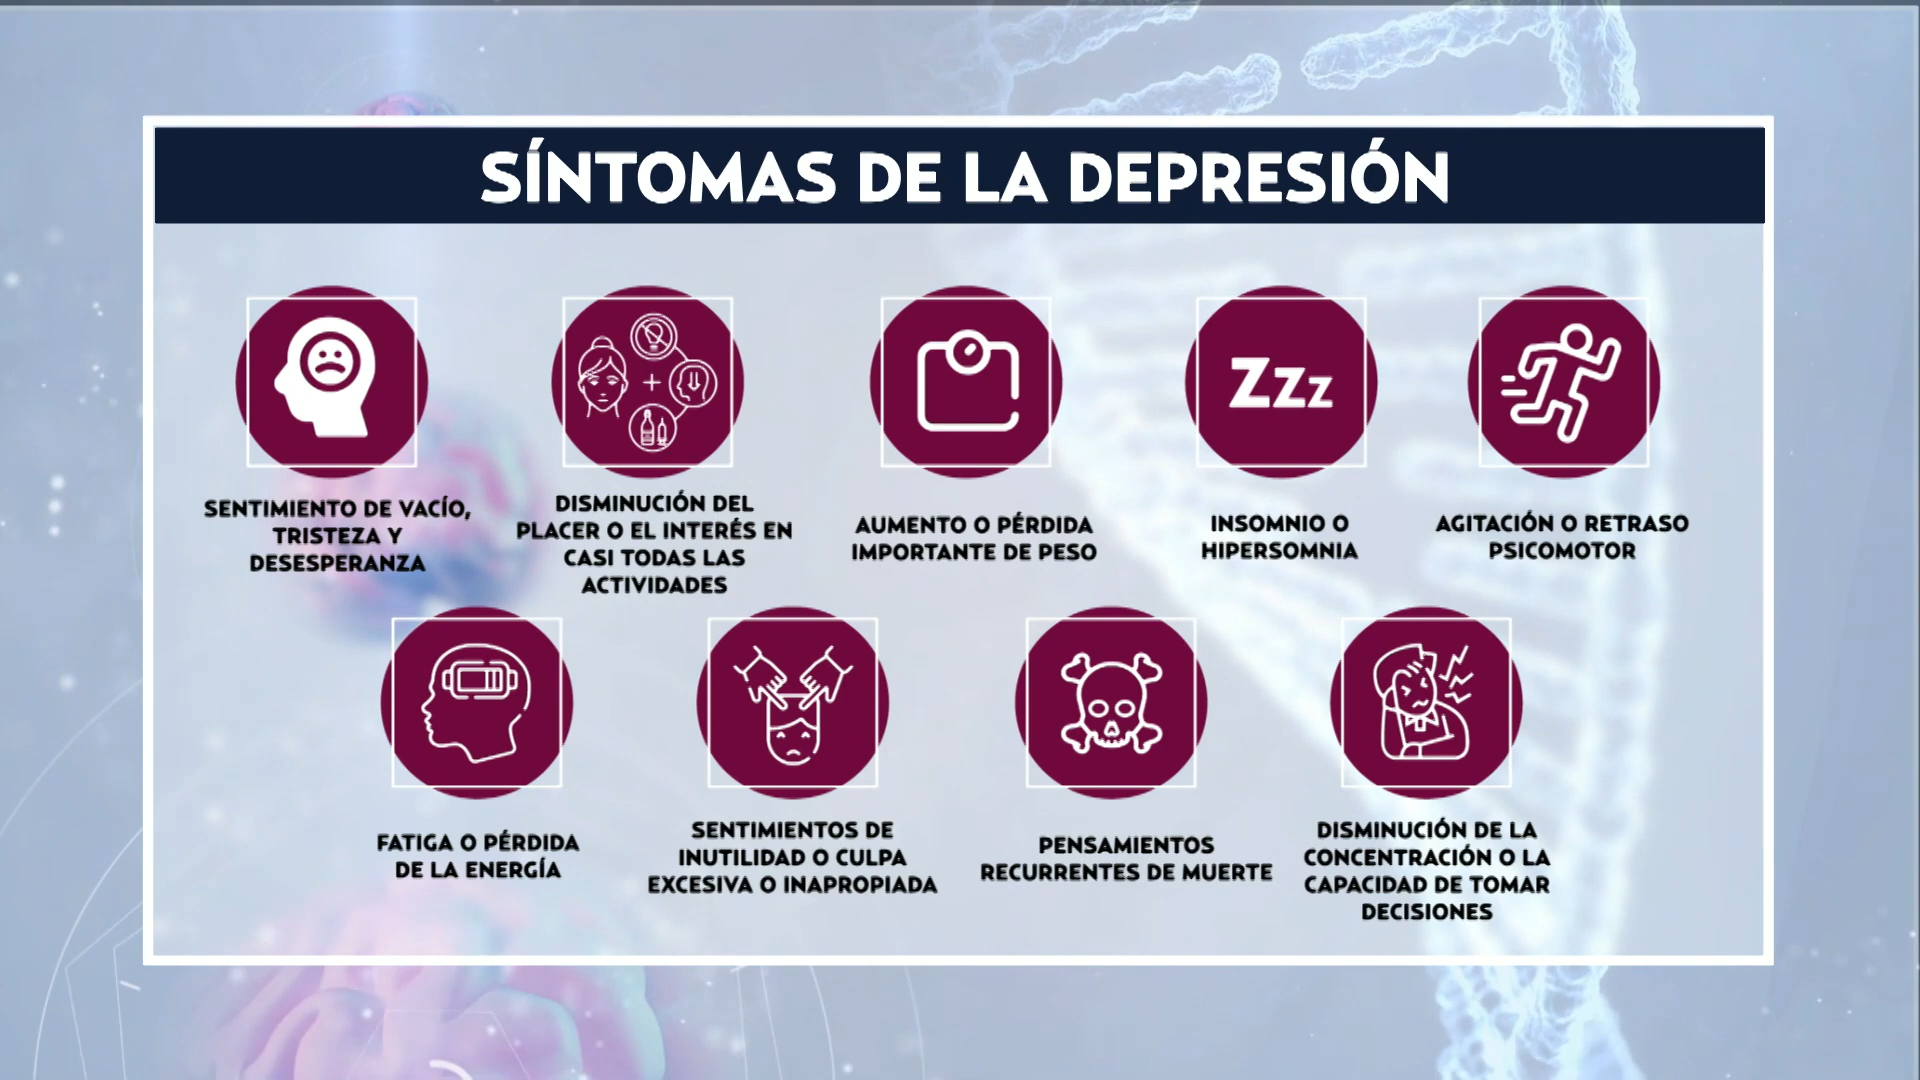 SÍNTOMAS DE LA DEPRESIÓN
SENTIMIENTO DE VACÍO,
TRISTEZA Y
DESESPERANZA
DISMINUCIÓN DEL
PLACER O EL INTERÉS EN
CASI TODAS LAS
ACTIVIDADES
AUMENTO O PÉRDIDA
IMPORTANTE DE PESO
ZZZ
INSOMNIO O
HIPERSOMNIA
AGITACIÓN O RETRASO
PSICOMOTOR
FATIGA O PÉRDIDA
DE LA ENERGÍA
SENTIMIENTOS DE
INUTILIDAD O CULPA
EXCESIVA O INAPROPIADA
PENSAMIENTOS
RECURRENTES DE MUERTE
DISMINUCIÓN DE LA
CONCENTRACIÓN O LA
CAPACIDAD DE TOMAR
DECISIONES